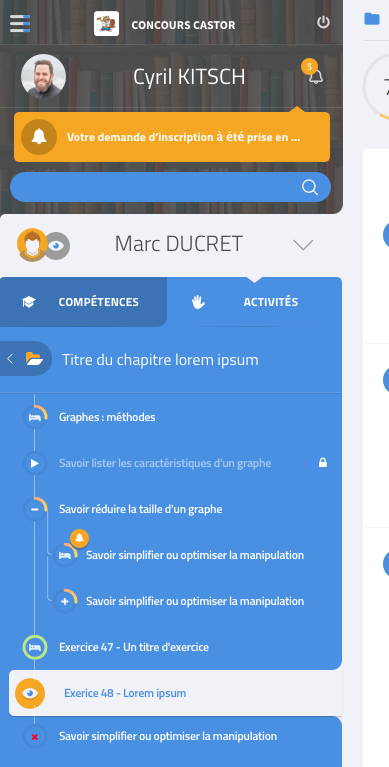 CONCOURS CASTOR
Cyril KITSCH
5
Votre demande d'inscription à été prise en ...
Marc DUCRET
COMPÉTENCES
ACTIVITÉS
Titre du chapitre lorem ipsum
Graphes : méthodes
Savoir lister les caractéristiques d'un graphe
Savoir réduire la taille d'un graphe
Savoir simplifier ou optimiser la manipulation
Savoir simplifier ou optimiser la manipulation
Exercice 47 - Un titre d'exercice
Exerice 48 - Lorem ipsum
Savoir simplifier ou optimiser la manipulation